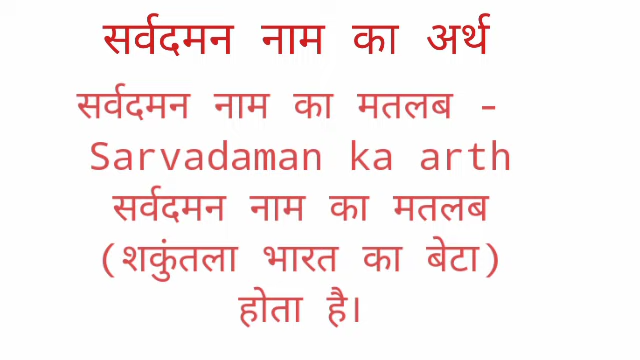 सर्वदमन नाम का अर्थ
सर्वदमन नाम का मतलब -
Sarvadaman ka arth
सर्वदमन नाम का मतलब
(शकुंतला भारत का बेटा)
होता है।